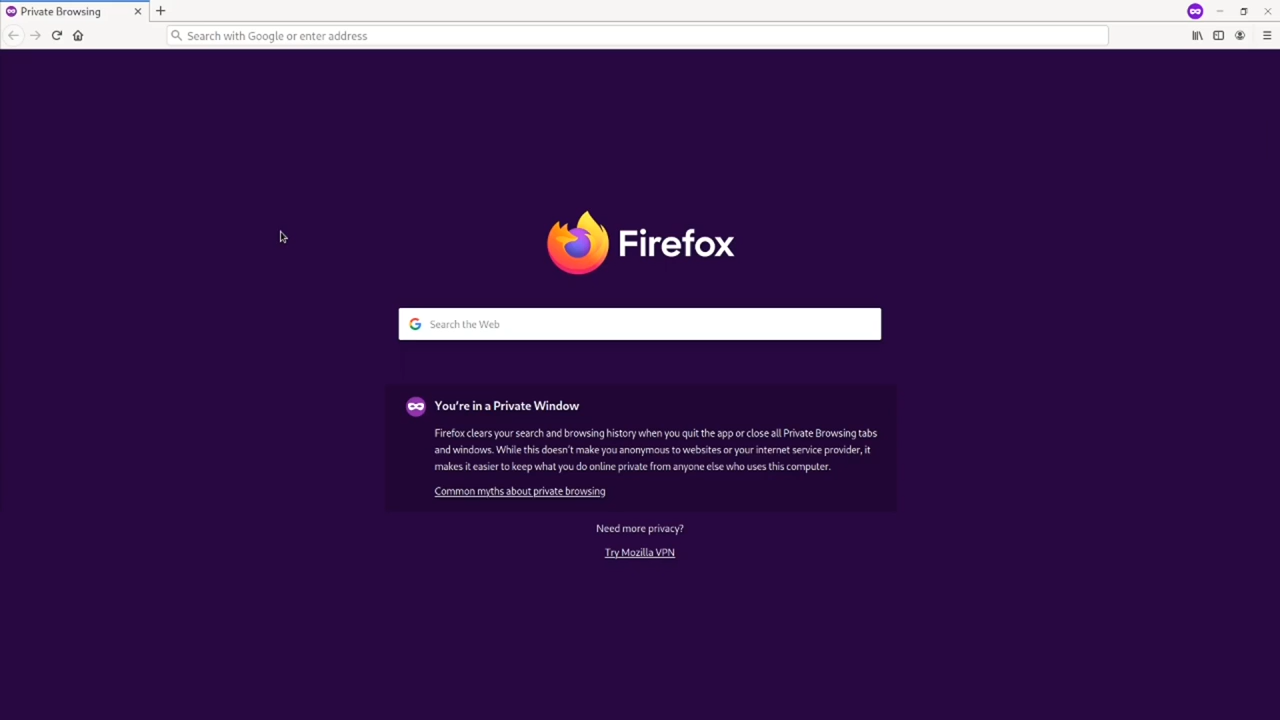 Private Browsing
Search with Google or enter address
Firefox
Search the Web
You're in a Private Window
Firefox clears your search and browsing history when you quit the app or close all Private Browsing tabs
and windows. While this doesn't make you anonymous to websites or your internet service provider, it
makes it easier to keep what you do online private from anyone else who uses this computer.
Common myths about private browsing
Need more privacy?
Try Mozilla VPN